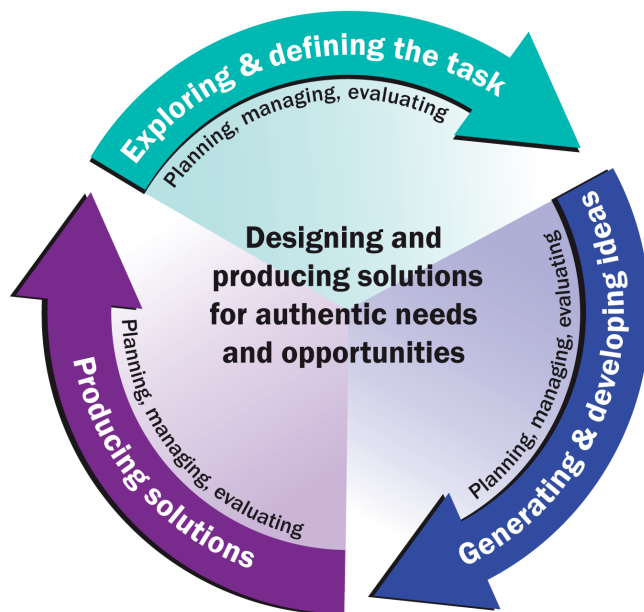 Exploring & defining the task
Planning, managing, evaluating
Designing and
producing solutions
for authentic needs
and opportunities
Generating & developing ideas
Planning, managing, evaluating
Producing solutions
Planning, managing, evaluating